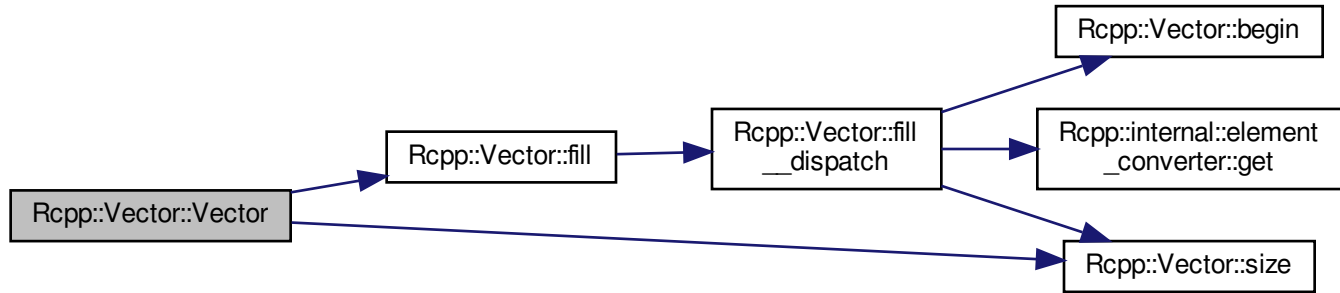 Rcpp::Vector::Vector
Rcpp::Vector::fill
Rcpp::Vector::fill
__dispatch
Rcpp::Vector::begin
Rcpp::internal::element
_converter::get
Rcpp::Vector::size